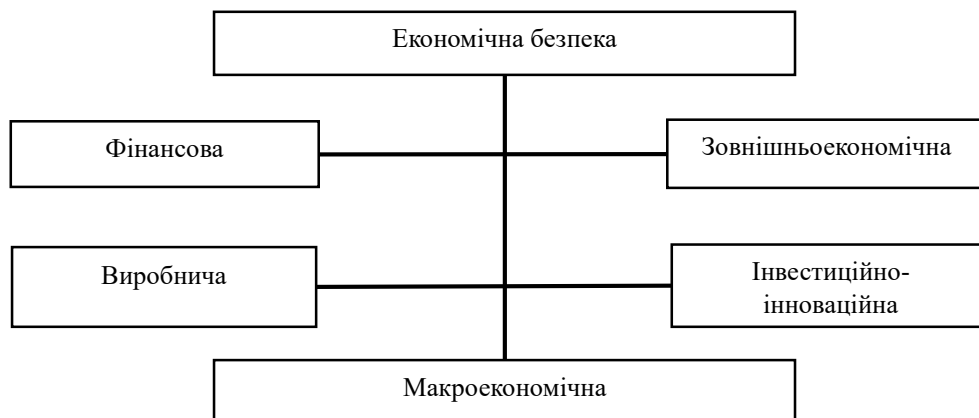 Економічна безпека
Фінансова
Зовнішньоекономічна
Виробнича
Інвестиційно-
інноваційна
Макроекономічна